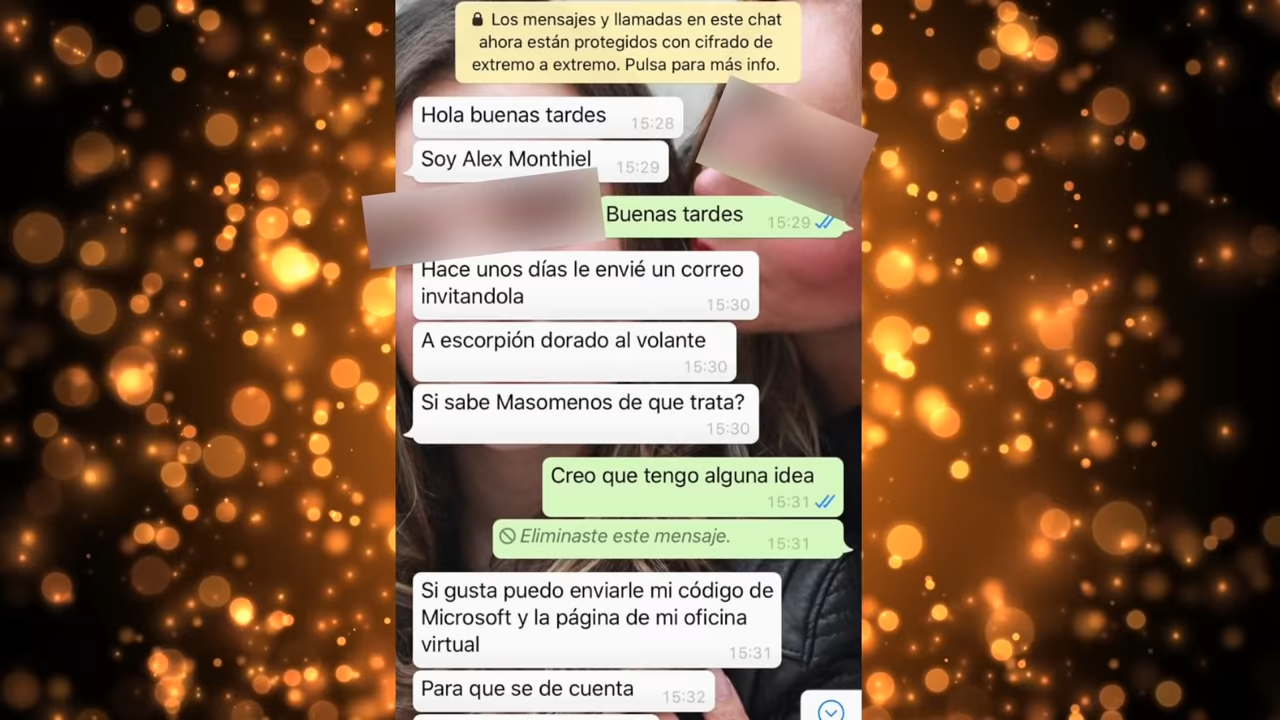 Los mensajes y llamadas en este chat
ahora están protegidos con cifrado de
extremo a extremo. Pulsa para más info.
Hola buenas tardes 15:28
Soy Alex Monthiel 15:29
Buenas tardes 15:29
Hace unos días le envié un correo
invitandola 15:30
A escorpión dorado al volante
15:30
Si sabe Masomenos de que trata?
15:30
Creo que tengo alguna idea
15:31
Eliminaste este mensaje. 15:31
Si gusta puedo enviarle mi código de
Microsoft y la página de mi oficina
virtual 15:31
Para que se de cuenta 15:32